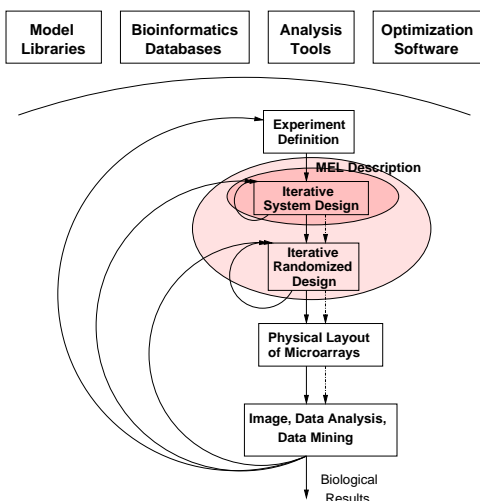 Model
Libraries
Bioinformatics
Databases
Analysis
Tools
Optimization
Software
Experiment
Definition
MEL Description
Iterative
System Design
Iterative
Randomized
Design
Physical Layout
of Microarrays
Image, Data Analysis,
Data Mining
Biological
Results